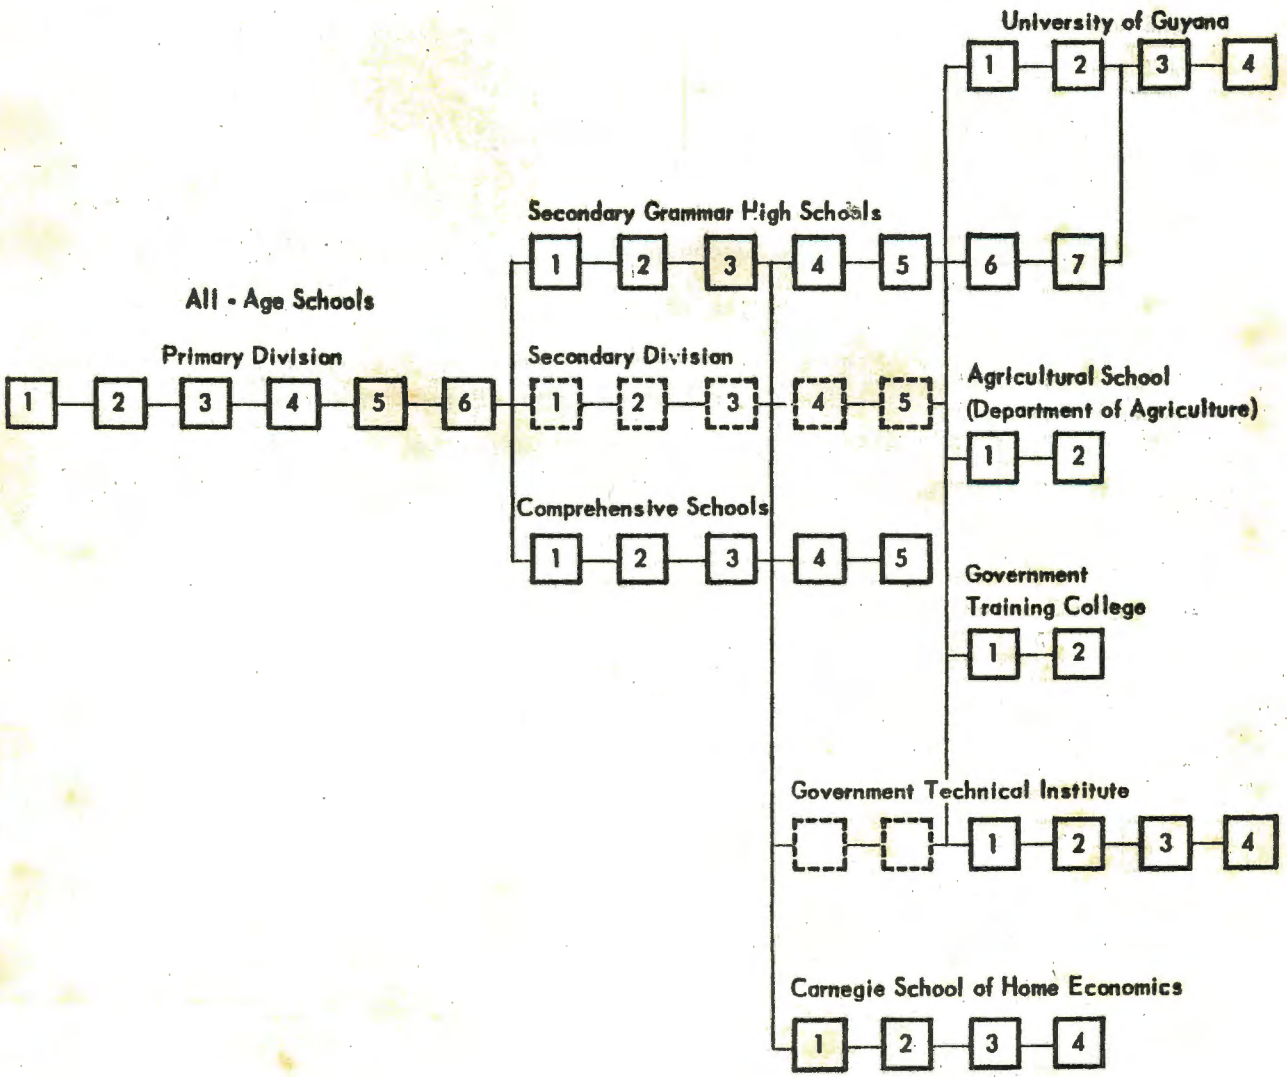 University of Guyana
1 2 3 4
Secondary Grammar High Schools
1 2 3 4 5 6 7
All - Age Schools
Primary Division
1 2 3 4 5 6
Secondary Division
1 2 3 4 5
Agricultural School
(Department of Agriculture)
1 2
Comprehensive Schools
1 2 3 4 5
Government
Training College
1 2
Government Technical Institute
1 2 3 4
Carnegie School of Home Economics
1 2 3 4